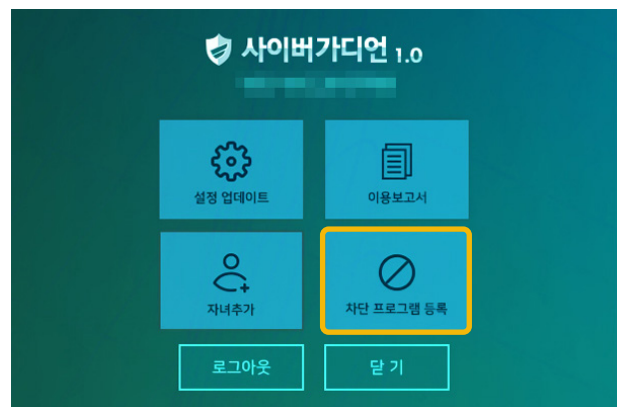 사이버가디언 1.0
설정 업데이트
이용보고서
자녀추가
차단 프로그램 등록
로그아웃
닫 기